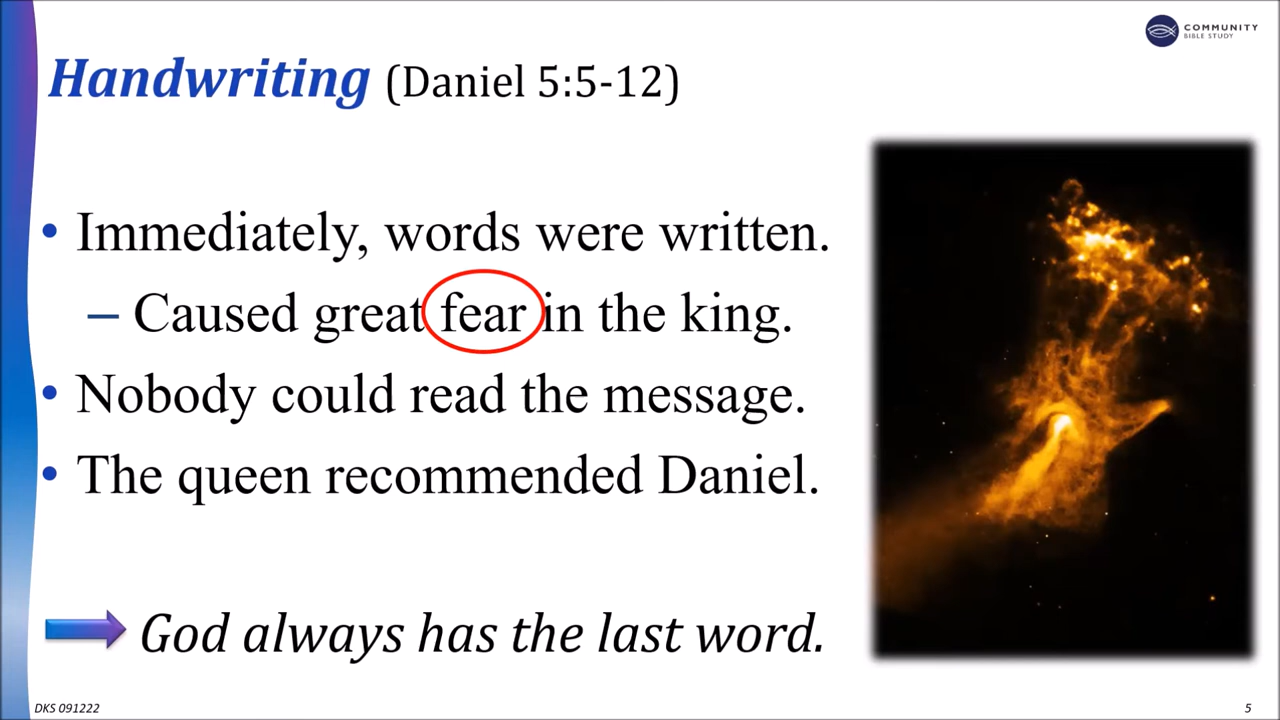 COMMUNITY
BIBLE STUDY
Handwriting (Daniel 5:5-12)
• Immediately, words were written.
– Caused great fear in the king.
• Nobody could read the message.
• The queen recommended Daniel.
God always has the last word.
DKS 091222
5